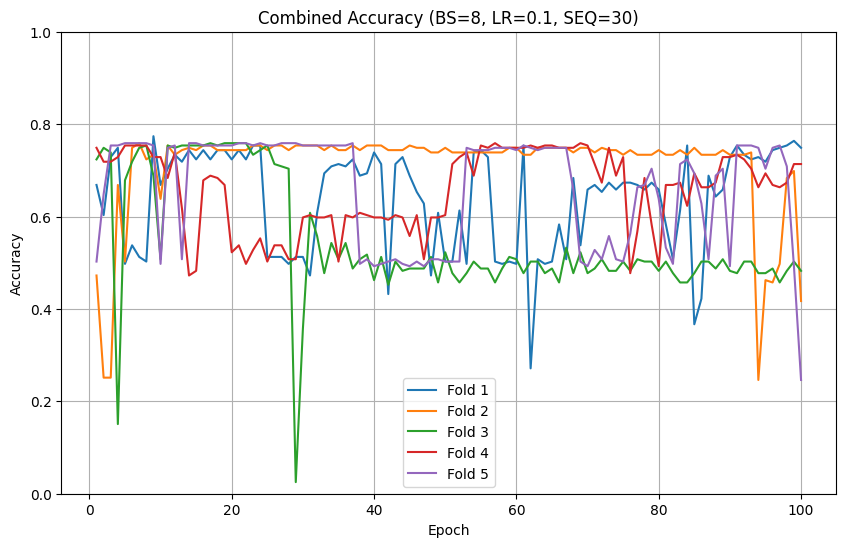 Combined Accuracy (BS=8, LR=0.1, SEQ=30)
1.0
0.8
0.6
0.4
0.2
0.0
Accuracy
Fold 1
Fold 2
Fold 3
Fold 4
Fold 5
0 20 40 60 80 100
Epoch